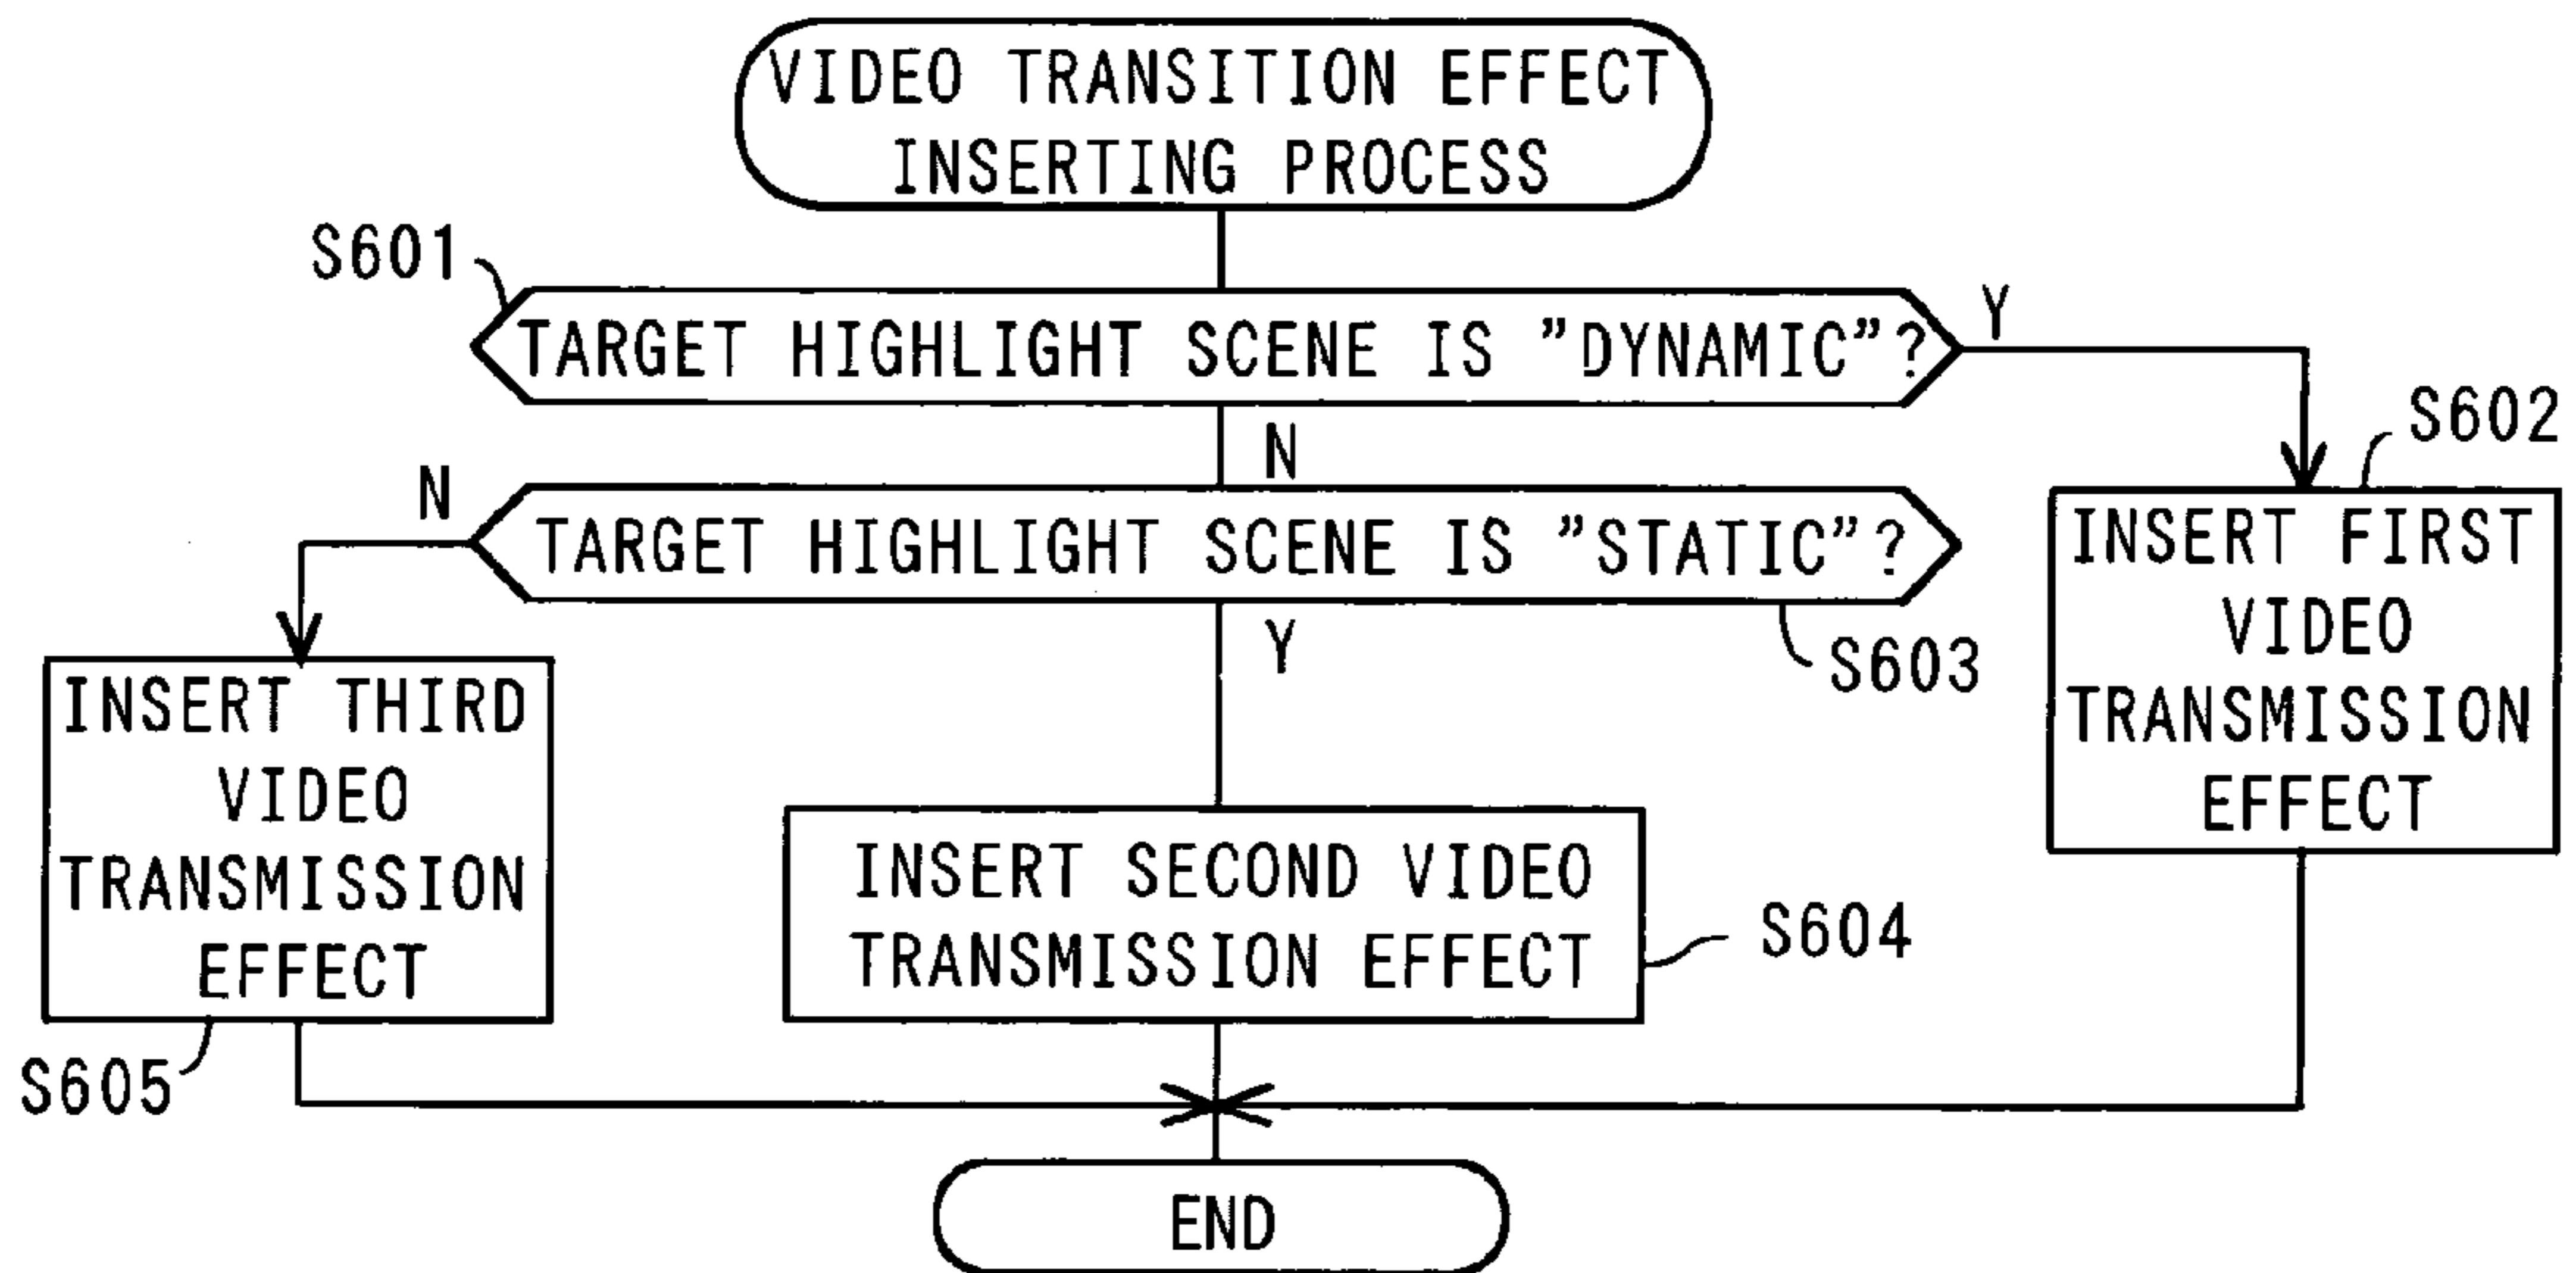 VIDEO TRANSITION EFFECT
INSERTING PROCESS
S601
TARGET HIGHLIGHT SCENE IS "DYNAMIC"?
Y
N
S602
INSERT FIRST
VIDEO
TRANSMISSION
EFFECT
N
TARGET HIGHLIGHT SCENE IS "STATIC"?
Y
S603
INSERT THIRD
VIDEO
TRANSMISSION
EFFECT
S605
INSERT SECOND VIDEO
TRANSMISSION EFFECT
S604
END